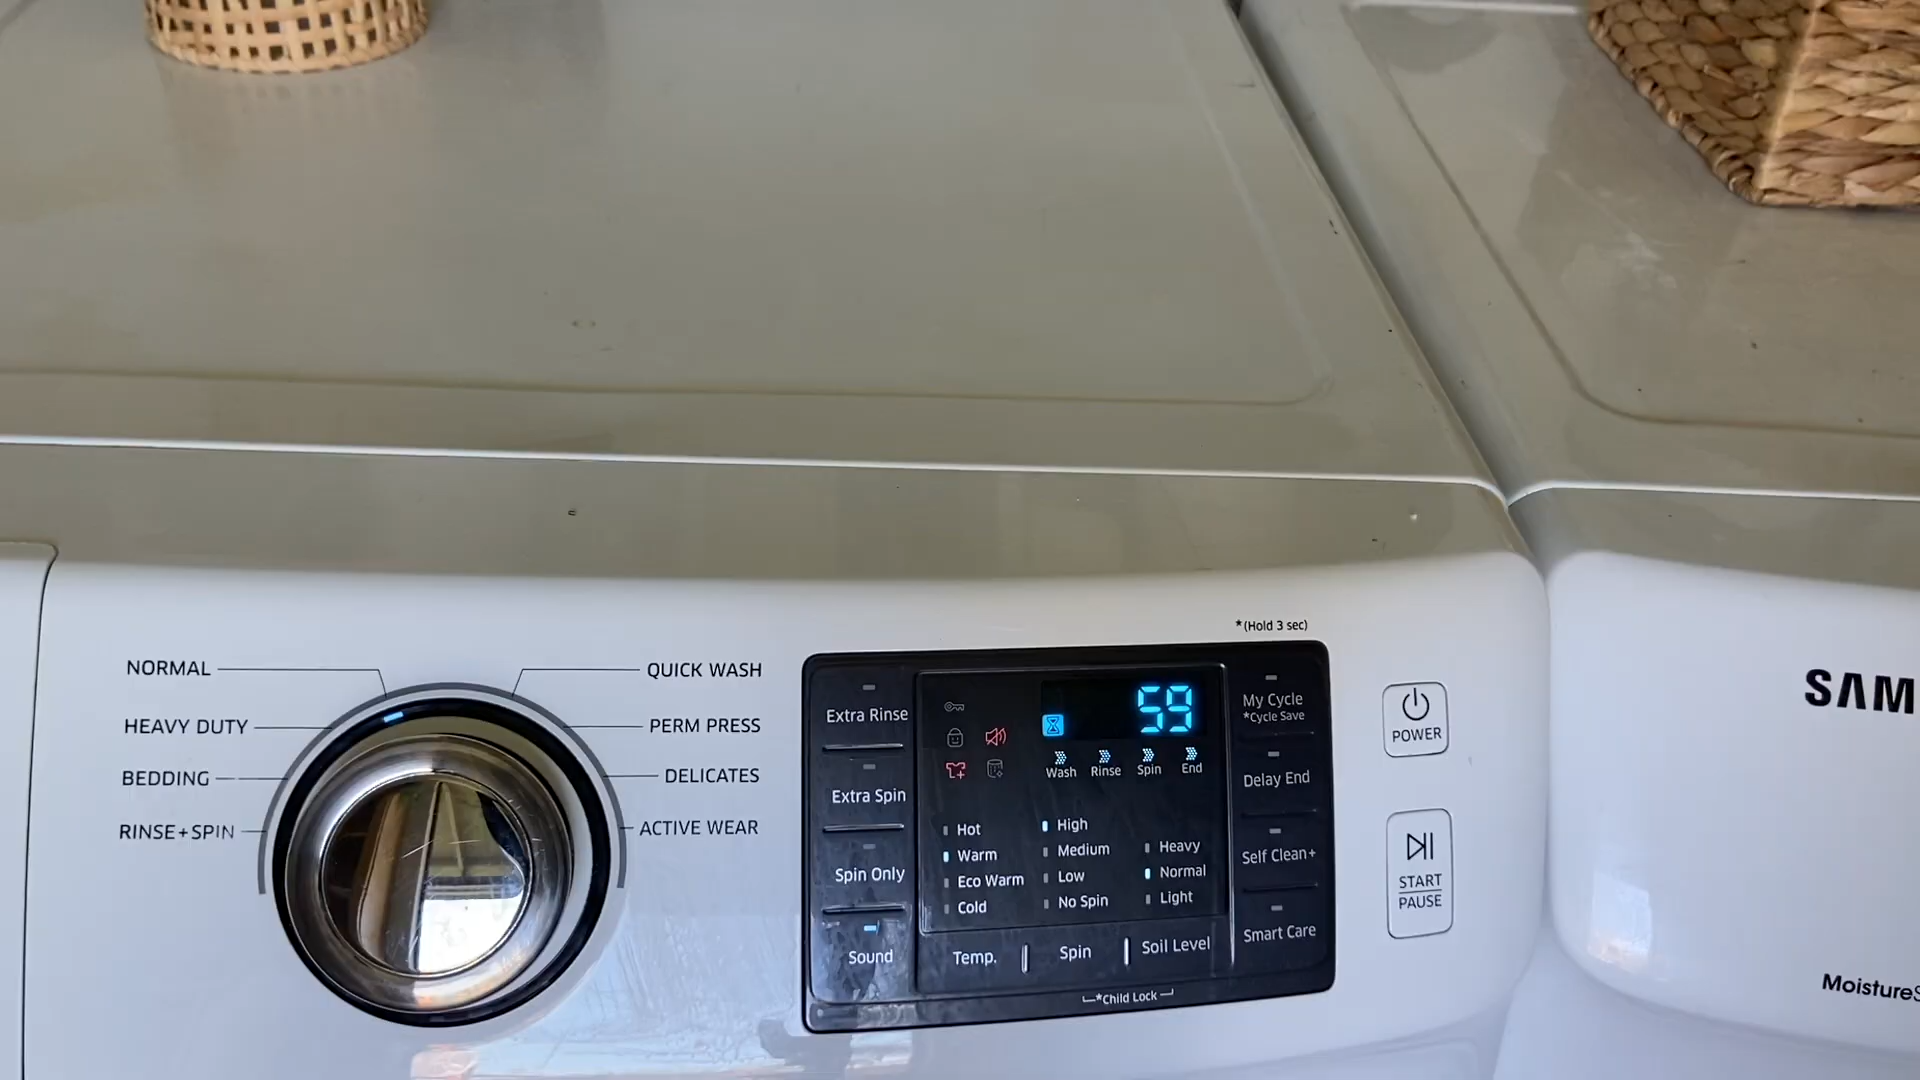 *(Hold 3 sec)
NORMAL
HEAVY DUTY
BEDDING
RINSE+SPIN
QUICK WASH
PERM PRESS
DELICATES
ACTIVE WEAR
Extra Rinse
Extra Spin
Spin Only
Sound
59
Wash Rinse Spin End
Hot
Warm
Eco Warm
Cold
High
Medium
Low
No Spin
Heavy
Normal
Light
Temp. Spin Soil Level
*Child Lock
My Cycle
*Cycle Save
Delay End
Self Clean+
Smart Care
POWER
START
PAUSE
SAM
MoistureS